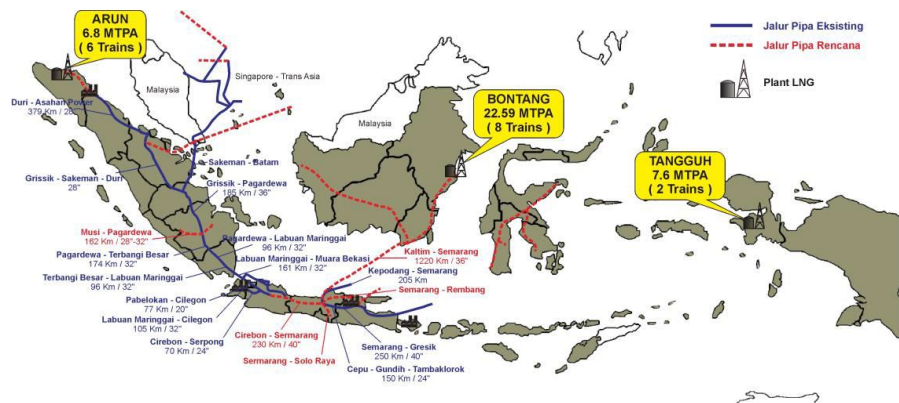 ARUN
6.8 MTPA
( 6 Trains )
Jalur Pipa Eksisting
Jalur Pipa Rencana
Plant LNG
Singapore - Trans Asia
Malaysia
Duri - Asahan Power
379 KM / 28"
BONTANG
22.59 MTPA
( 8 Trains )
Malaysia
TANGGUH
7.6 MTPA
( 2 Trains )
Sakeman - Batam
Grissik - Sakeman - Duri
28"
Grissik - Pagardewa
185 Km / 36"
Musi - Pagardewa
162 KM / 28"-32"
Pagardewa - Labuan Maringgai
96 Km / 32"
Pagardewa - Terbangi Besar
174 Km / 32"
Labuan Maringgai - Muara Bekasi
161 Km / 32"
Kaltim - Semarang
1220 Km / 36"
Terbangi Besar - Labuan Maringgai
96 Km / 32"
Kepodang - Semarang
205 Km
Pabelokan - Cilegon
77 Km / 20"
Semarang - Rembang
Labuan Maringgai - Cilegon
105 Km / 32"
Cirebon - Serpong
70 Km / 24"
Cirebon - Sermarang
230 Km / 40"
Semarang - Gresik
250 Km / 40"
Sermarang - Solo Raya
Cepu - Gundih - Tambaklorok
150 Km / 24"